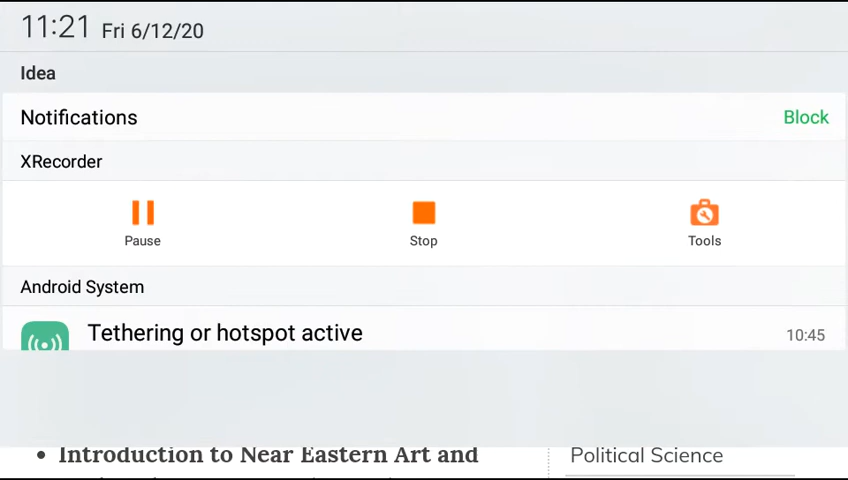 11:21 Fri 6/12/20
Idea
Notifications Block
XRecorder
Pause Stop Tools
Android System
Tethering or hotspot active 10:45
Introduction to Near Eastern Art and
Political Science